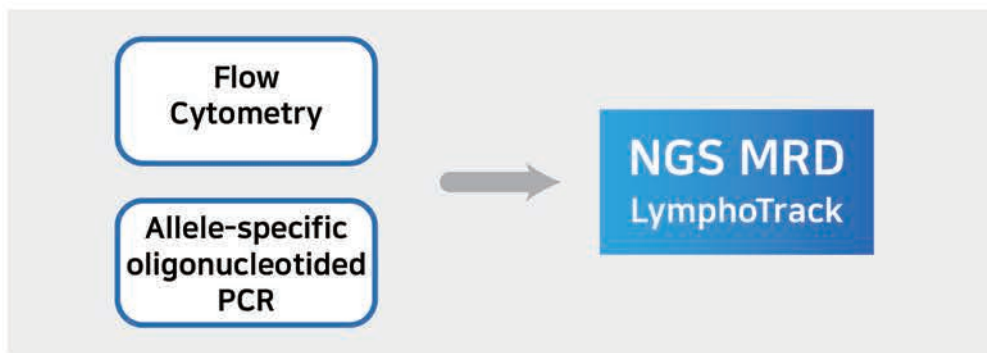 Flow
Cytometry
Allele-specific
oligonucleotided
PCR
NGS MRD
LymphoTrack